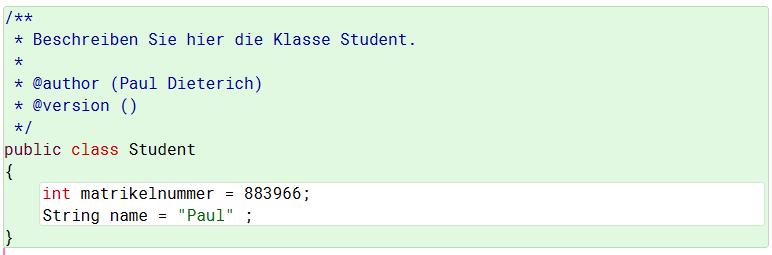 /**
 * Beschreiben Sie hier die Klasse Student.
 *
 * @author (Paul Dieterich)
 * @version ()
 */
public class Student
{
    int matrikelnummer = 883966;
    String name = "Paul" ;
}